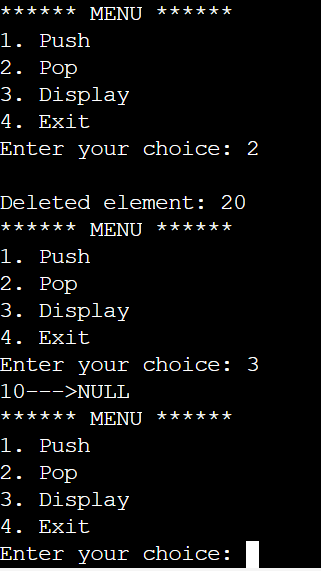 ****** MENU ******
1. Push
2. Pop
3. Display
4. Exit
Enter your choice: 2
Deleted element: 20
****** MENU ******
1. Push
2. Pop
3. Display
4. Exit
Enter your choice: 3
10--->NULL
****** MENU ******
1. Push
2. Pop
3. Display
4. Exit
Enter your choice: